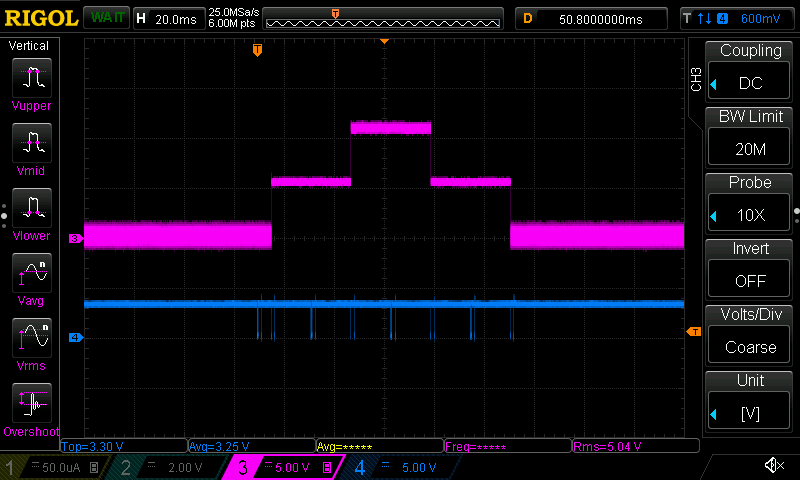 RIGOL WAIT H 20.0ms 25.0MSa/s 6.00M pts T D 50.8000000ms T 4 600mV
Vertical
Vupper
Vmid
Vlower
n
Vavg
n
Vrms
Overshoot
T
3
4
T
CH3
Coupling
DC
BW Limit
20M
Probe
10X
Invert
OFF
Volts/Div
Coarse
Unit
[V]
Top=3.30 V Avg=3.25 V Avg=***** Freq=***** Rms=5.04 V
1 50.0uA B 2 2.00 V 3 5.00 V B 4 5.00 V